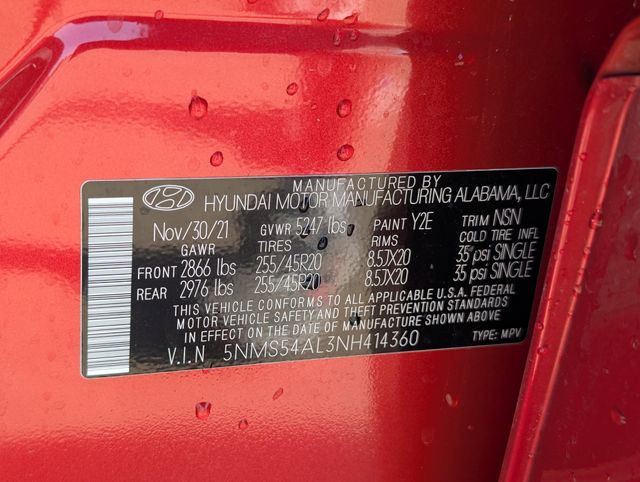 MANUFACTURED BY
HYUNDAI MOTOR MANUFACTURING ALABAMA, LLC
Nov/30/21 GVWR 5247 lbs PAINT Y2E TRIM NSN
GAWR TIRES RIMS COLD TIRE INFL
FRONT 2866 lbs 255/45R20 8.5JX20 35 psi SINGLE
REAR 2976 lbs 255/45R20 8.5JX20 35 psi SINGLE
THIS VEHICLE CONFORMS TO ALL APPLICABLE U.S.A. FEDERAL
MOTOR VEHICLE SAFETY AND THEFT PREVENTION STANDARDS
IN EFFECT ON THE DATE OF MANUFACTURE SHOWN ABOVE
V.I.N 5NMS54AL3NH414360 TYPE: MPV